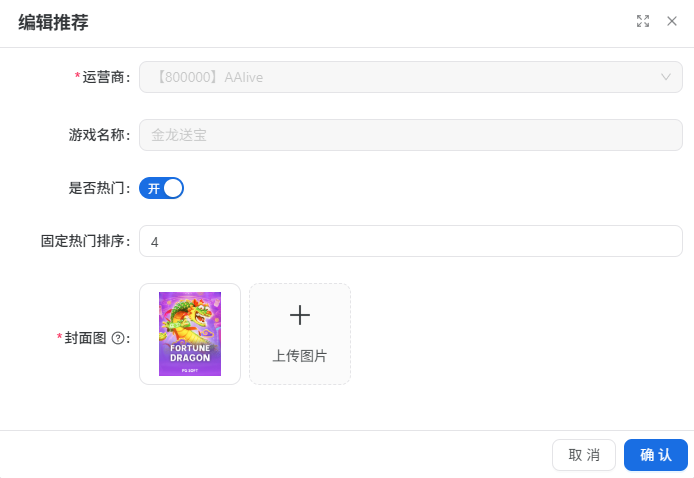 编辑推荐
*运营商:
【800000】AAlive
游戏名称:
金龙送宝
是否热门:
开
固定热门排序:
4
*封面图 ?:
FORTUNE
DRAGON
PG SOFT
上传图片
取 消
确 认